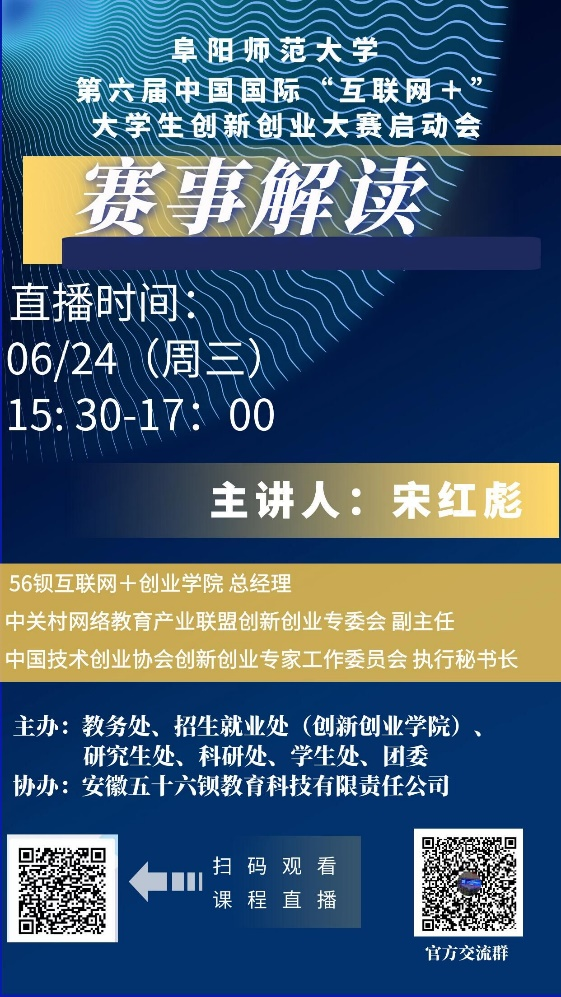 阜阳师范大学
第六届中国国际“互联网＋”
大学生创新创业大赛启动会
赛事解读
直播时间：
06/24（周三）
15: 30-17：00
主讲人：宋红彪
56钡互联网＋创业学院 总经理
中关村网络教育产业联盟创新创业专委会 副主任
中国技术创业协会创新创业专家工作委员会 执行秘书长
主办：教务处、招生就业处（创新创业学院）、
研究生处、科研处、学生处、团委
协办：安徽五十六钡教育科技有限责任公司
扫码观看
课程直播
官方交流群